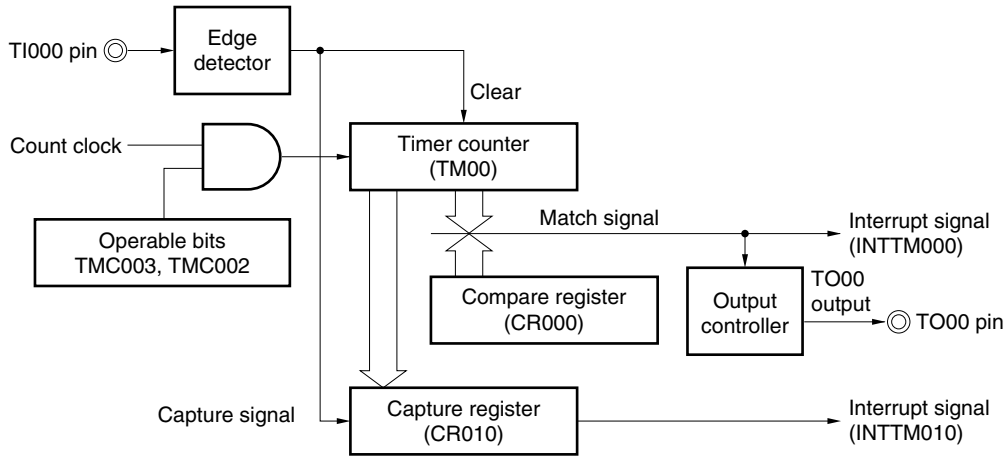 TI000 pin
Edge
detector
Clear
Count clock
Timer counter
(TM00)
Operable bits
TMC003, TMC002
Match signal
Interrupt signal
(INTTM000)
Compare register
(CR000)
Output
controller
TO00
output
TO00 pin
Capture signal
Capture register
(CR010)
Interrupt signal
(INTTM010)